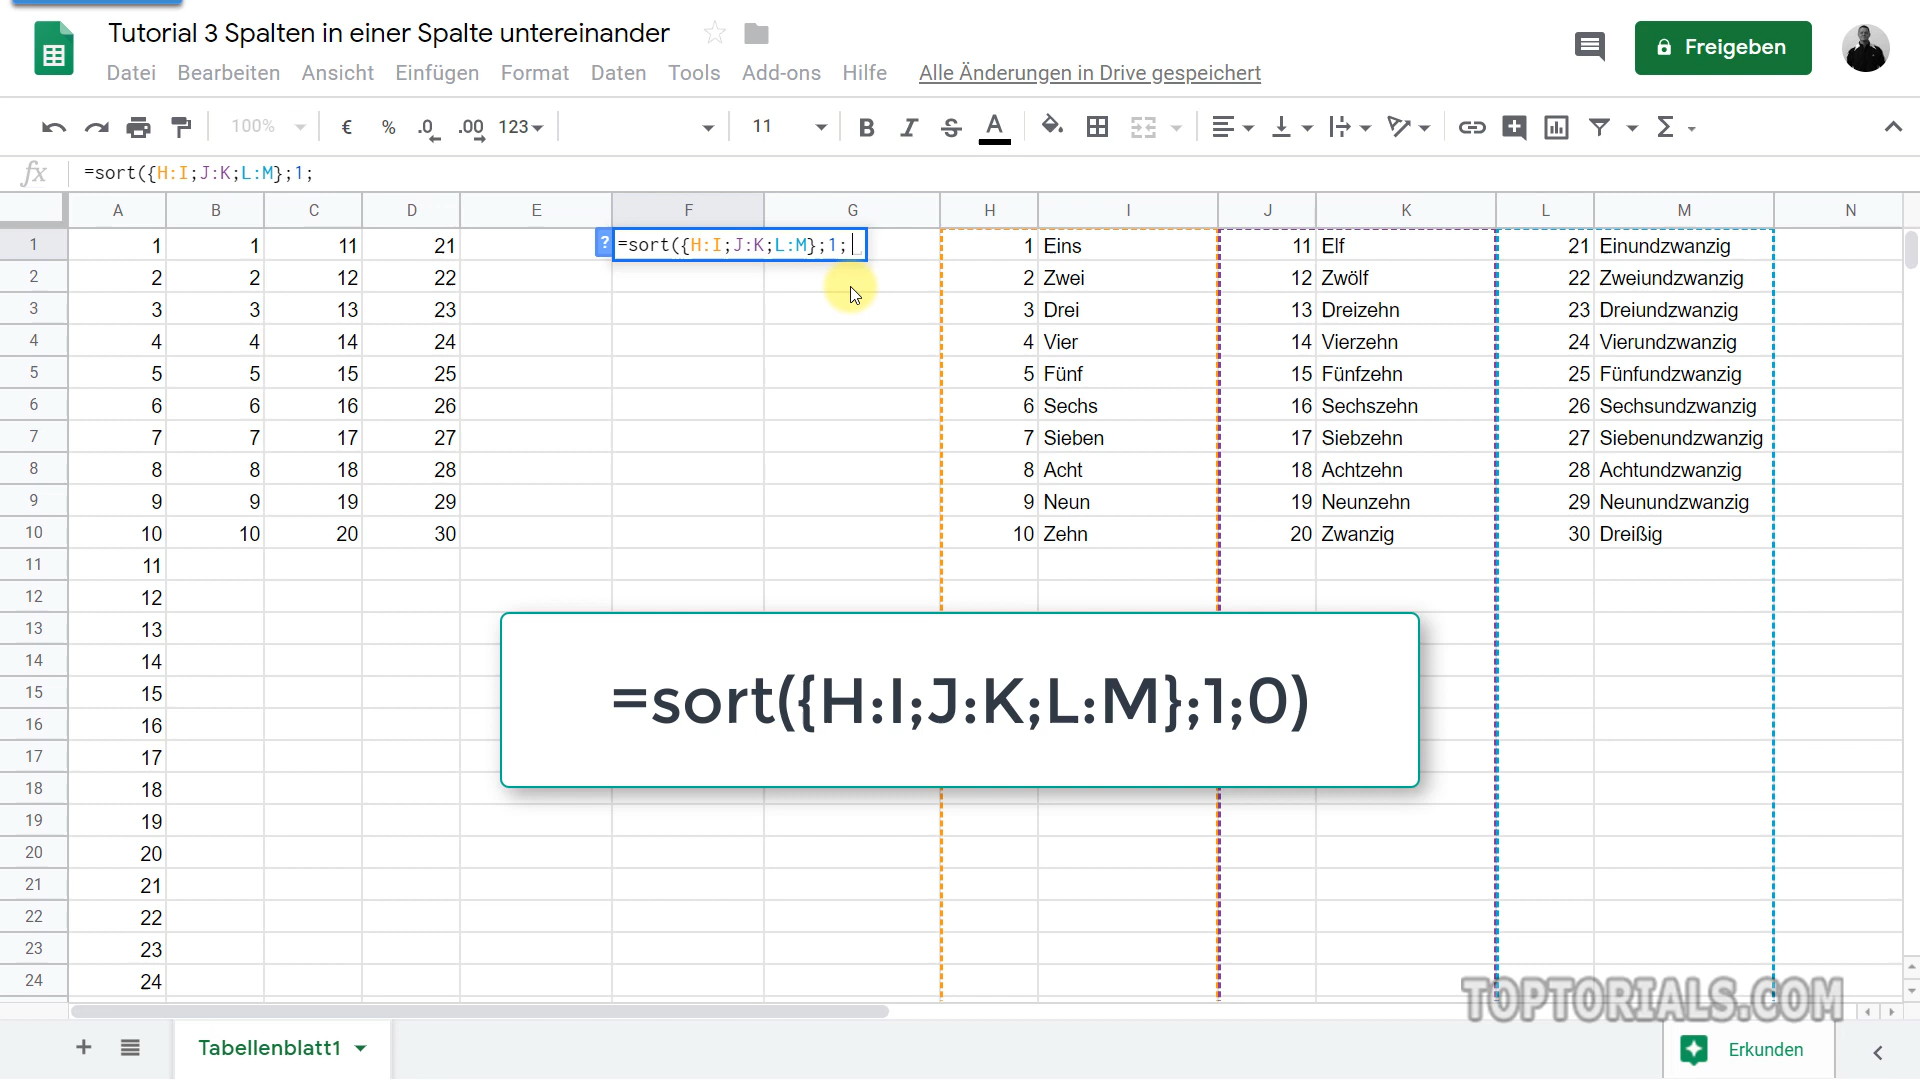 Tutorial 3 Spalten in einer Spalte untereinander
Freigeben
Datei Bearbeiten Ansicht Einfügen Format Daten Tools Add-ons Hilfe Alle Änderungen in Drive gespeichert
100% € % .0 .00 123 11 B I S A Σ
fx =sort({H:I;J:K;L:M};1;
A B C D E F G H I J K L M N
1 1 1 11 21 ? =sort({H:I;J:K;L:M};1; 1 Eins 11 Elf 21 Einundzwanzig
2 2 2 12 22 2 Zwei 12 Zwölf 22 Zweiundzwanzig
3 3 3 13 23 3 Drei 13 Dreizehn 23 Dreiundzwanzig
4 4 4 14 24 4 Vier 14 Vierzehn 24 Vierundzwanzig
5 5 5 15 25 5 Fünf 15 Fünfzehn 25 Fünfundzwanzig
6 6 6 16 26 6 Sechs 16 Sechszehn 26 Sechsundzwanzig
7 7 7 17 27 7 Sieben 17 Siebzehn 27 Siebenundzwanzig
8 8 8 18 28 8 Acht 18 Achtzehn 28 Achtundzwanzig
9 9 9 19 29 9 Neun 19 Neunzehn 29 Neunundzwanzig
10 10 10 20 30 10 Zehn 20 Zwanzig 30 Dreißig
11 11
12 12
13 13
14 14
15 15
=sort({H:I;J:K;L:M};1;0)
16 16
17 17
18 18
19 19
20 20
21 21
22 22
23 23
24 24
TOPTORIALS.COM
Tabellenblatt1
Erkunden